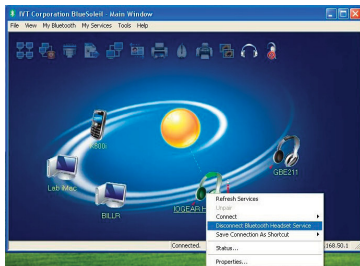 IVT Corporation BlueSoleil - Main Window
File View My Bluetooth My Services Tools Help
K800i
GBE211
Lab iMac
BILLR
IOGEAR H
Refresh Services
Unpair
Connect
Disconnect Bluetooth Headset Service
Save Connection As Shortcut
Status...
Properties...
Connected.
168.50.1